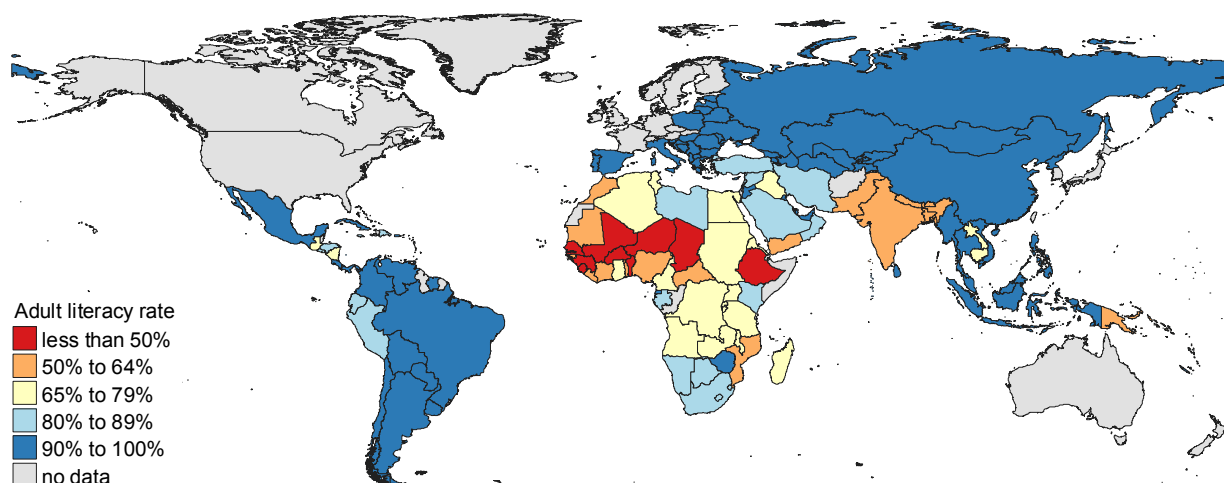 Adult literacy rate
less than 50%
50% to 64%
65% to 79%
80% to 89%
90% to 100%
no data